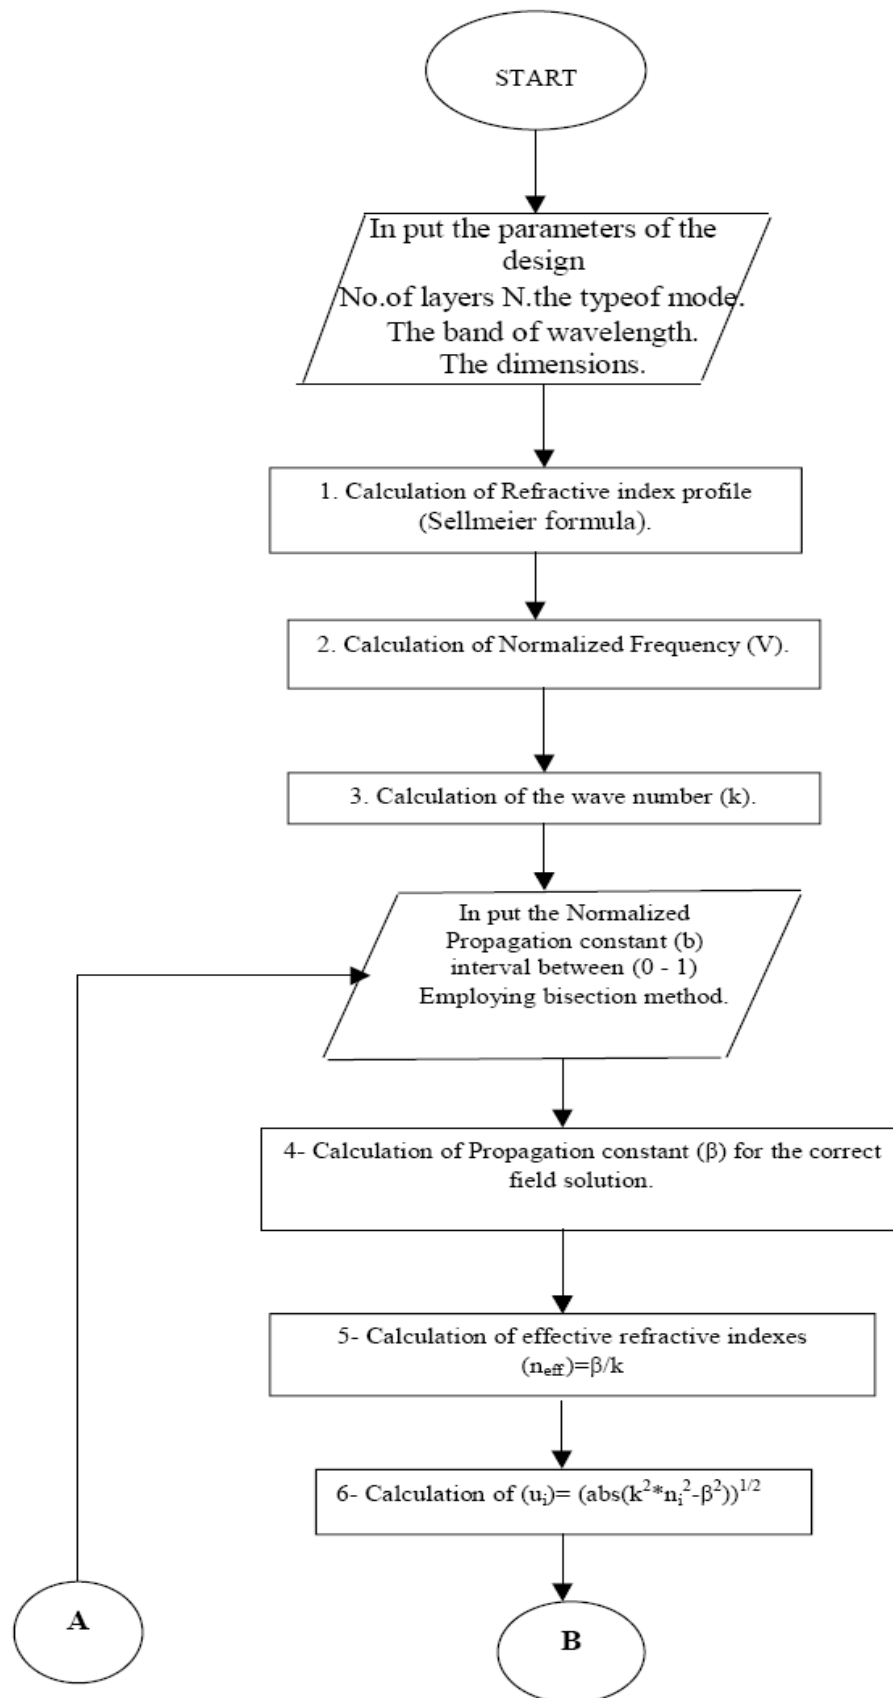 START
In put the parameters of the
design
No.of layers N.the typeof mode.
The band of wavelength.
The dimensions.
1. Calculation of Refractive index profile
(Sellmeier formula).
2. Calculation of Normalized Frequency (V).
3. Calculation of the wave number (k).
In put the Normalized
Propagation constant (b)
interval between (0 - 1)
Employing bisection method.
4- Calculation of Propagation constant (β) for the correct
field solution.
5- Calculation of effective refractive indexes
(n_eff)=β/k
6- Calculation of (u_i)= (abs(k²*n_i²-β²))^1/2
A
B